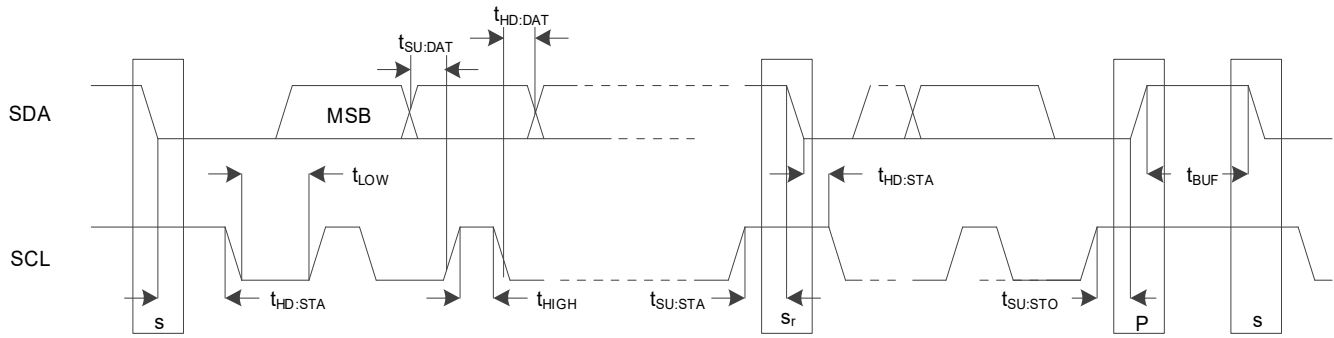 tHD:DAT
tSU:DAT
SDA
MSB
tLOW
tHD:STA
tBUF
SCL
tHD:STA
tHIGH
tSU:STA
tSU:STO
s
sr
P
s